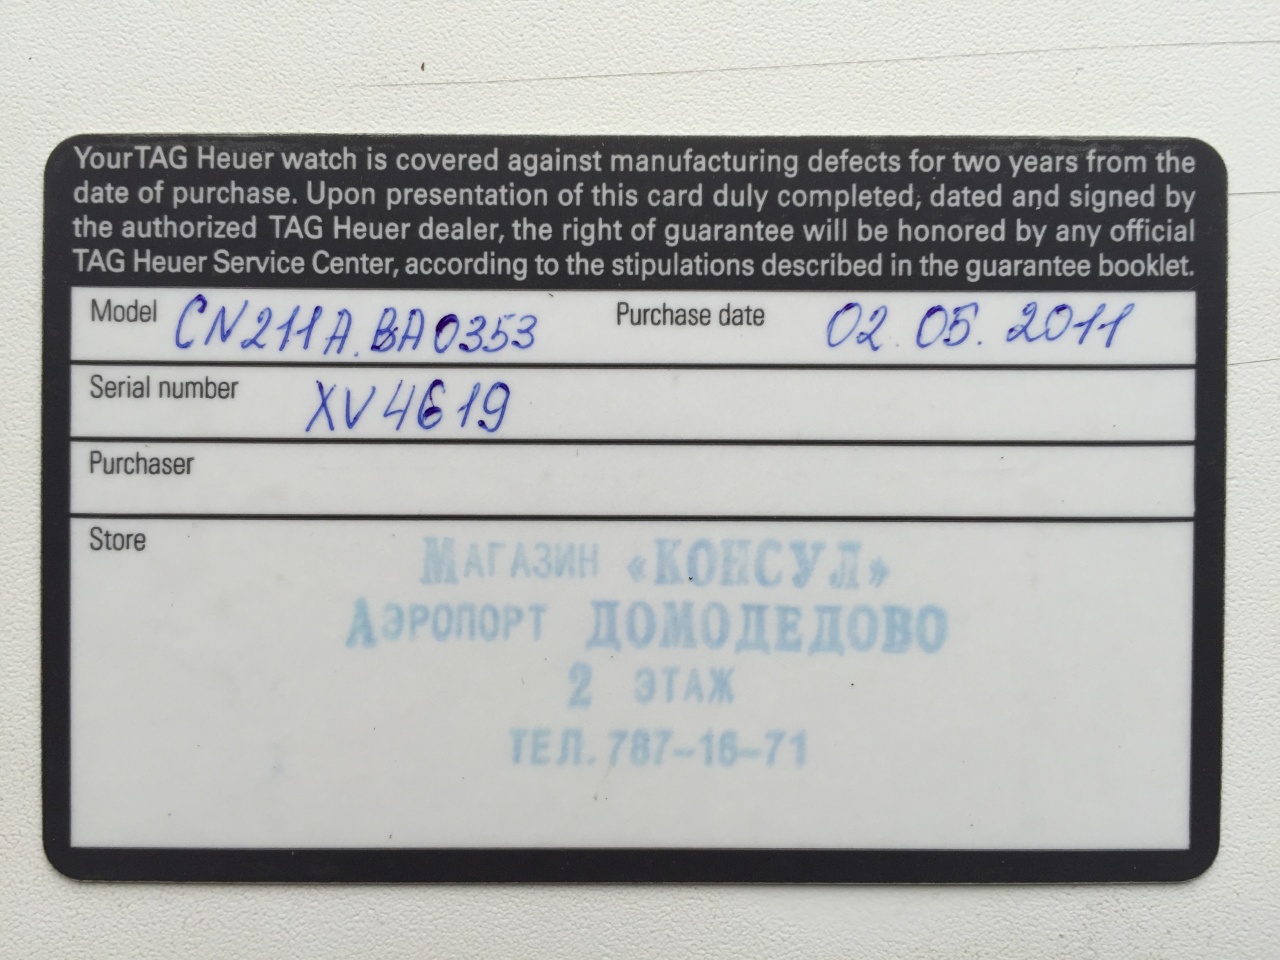 Your TAG Heuer watch is covered against manufacturing defects for two years from the
date of purchase. Upon presentation of this card duly completed, dated and signed by
the authorized TAG Heuer dealer, the right of guarantee will be honored by any official
TAG Heuer Service Center, according to the stipulations described in the guarantee booklet.
Model CN211A.BA0353 Purchase date 02.05.2011
Serial number XV4619
Purchaser
Store
Магазин «КОНСУЛ»
Аэропорт ДОМОДЕДОВО
2 ЭТАЖ
ТЕЛ. 787-16-71